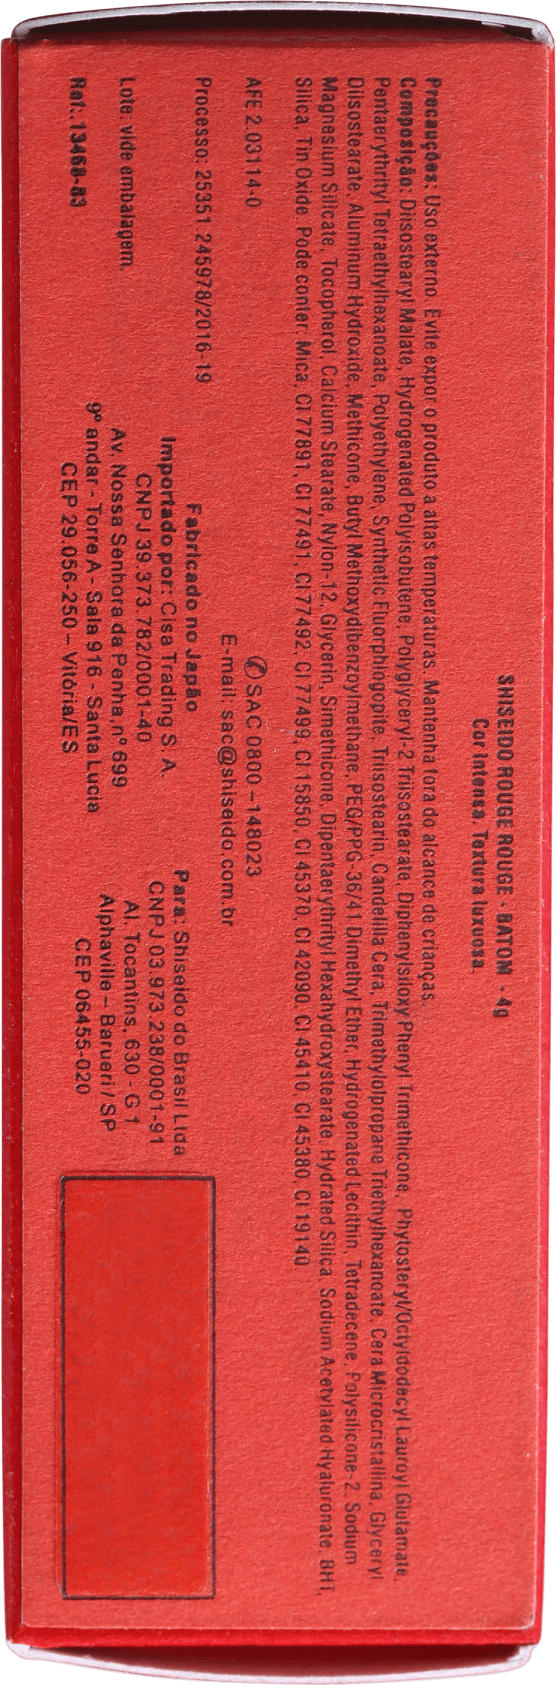 SHISEIDO ROUGE ROUGE - BATOM - 4g
Cor Intensa. Textura luxuosa.
Precauções: Uso externo. Evite expor o produto a altas temperaturas. Mantenha fora do alcance de crianças.
Composição: Diisostearyl Malate, Hydrogenated Polyisobutene, Polyglyceryl-2 Triisostearate, Diphenylsiloxy Phenyl Trimethicone, Phytosteryl/Octyldodecyl Lauroyl Glutamate,
Pentaerythrityl Tetraethylhexanoate, Polyethylene, Synthetic Fluorphlogopite, Triisostearin, Candelilla Cera, Trimethylolpropane Triethylhexanoate, Cera Microcristallina, Glyceryl
Diisostearate, Aluminum Hydroxide, Methicone, Butyl Methoxydibenzoylmethane, PEG/PPG-36/41 Dimethyl Ether, Hydrogenated Lecithin, Tetradecene, Polysilicone-2, Sodium
Magnesium Silicate, Tocopherol, Calcium Stearate, Nylon-12, Glycerin, Simethicone, Dipentaerythrityl Hexahydroxystearate, Hydrated Silica, Sodium Acetylated Hyaluronate, BHT,
Silica, Tin Oxide. Pode conter: Mica, CI 77891, CI 77491, CI 77492, CI 77499, CI 15850, CI 45370, CI 42090, CI 45410, CI 45380, CI 19140.
AFE 2.03114-0
Processo: 25351.245978/2016-19
Lote: vide embalagem.
Ref.: 13468-83
✆ SAC 0800 – 148023
E-mail: sac@shiseido.com.br
Fabricado no Japão
Importado por: Cisa Trading S. A.
CNPJ 39.373.782/0001-40
Av. Nossa Senhora da Penha, nº 699
9º andar - Torre A - Sala 916 - Santa Lucia
CEP 29.056-250 – Vitória/ES
Para: Shiseido do Brasil Ltda
CNPJ 03.973.238/0001-91
Al. Tocantins, 630 - G 1
Alphaville – Barueri / SP
CEP 06455-020